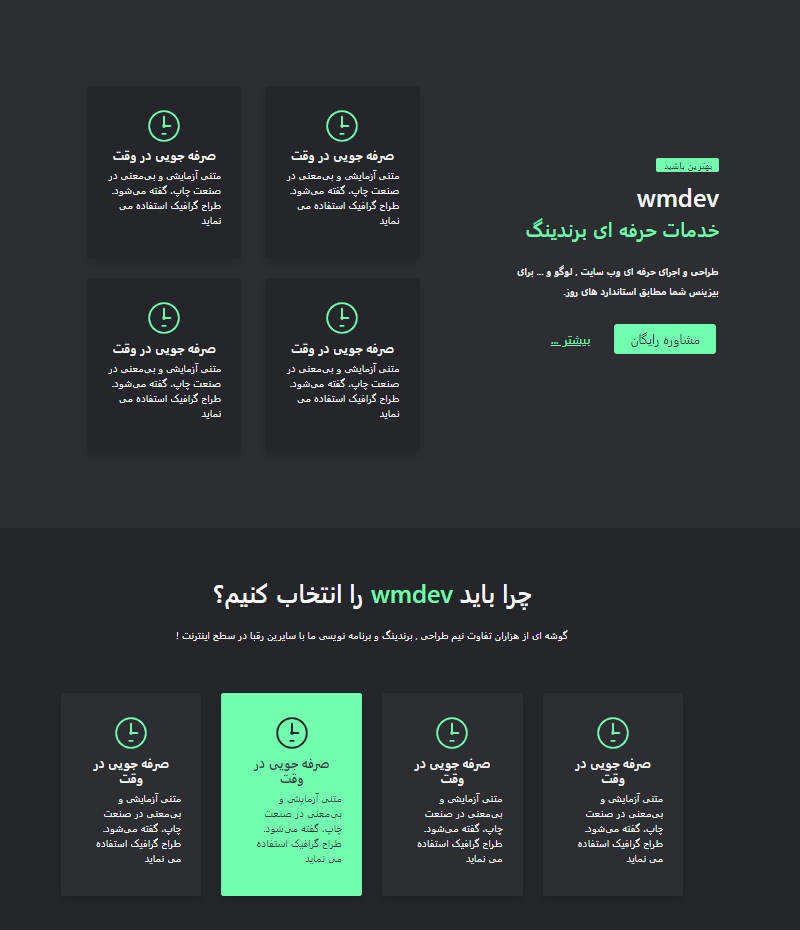 بهترین باشید
wmdev
خدمات حرفه ای برندینگ
طراحی و اجرای حرفه ای وب سایت , لوگو و ... برای
بیزینس شما مطابق استاندارد های روز.
مشاوره رایگان
بیشتر ...
صرفه جویی در وقت
متنی آزمایشی و بی‌معنی در
صنعت چاپ، گفته می‌شود.
طراح گرافیک استفاده می
نماید
صرفه جویی در وقت
متنی آزمایشی و بی‌معنی در
صنعت چاپ، گفته می‌شود.
طراح گرافیک استفاده می
نماید
صرفه جویی در وقت
متنی آزمایشی و بی‌معنی در
صنعت چاپ، گفته می‌شود.
طراح گرافیک استفاده می
نماید
صرفه جویی در وقت
متنی آزمایشی و بی‌معنی در
صنعت چاپ، گفته می‌شود.
طراح گرافیک استفاده می
نماید
چرا باید wmdev را انتخاب کنیم؟
گوشه ای از هزاران تفاوت تیم طراحی , برندینگ و برنامه نویسی ما با سایرین رقبا در سطح اینترنت !
صرفه جویی در
وقت
متنی آزمایشی و
بی‌معنی در صنعت
چاپ، گفته می‌شود.
طراح گرافیک استفاده
می نماید
صرفه جویی در
وقت
متنی آزمایشی و
بی‌معنی در صنعت
چاپ، گفته می‌شود.
طراح گرافیک استفاده
می نماید
صرفه جویی در
وقت
متنی آزمایشی و
بی‌معنی در صنعت
چاپ، گفته می‌شود.
طراح گرافیک استفاده
می نماید
صرفه جویی در
وقت
متنی آزمایشی و
بی‌معنی در صنعت
چاپ، گفته می‌شود.
طراح گرافیک استفاده
می نماید